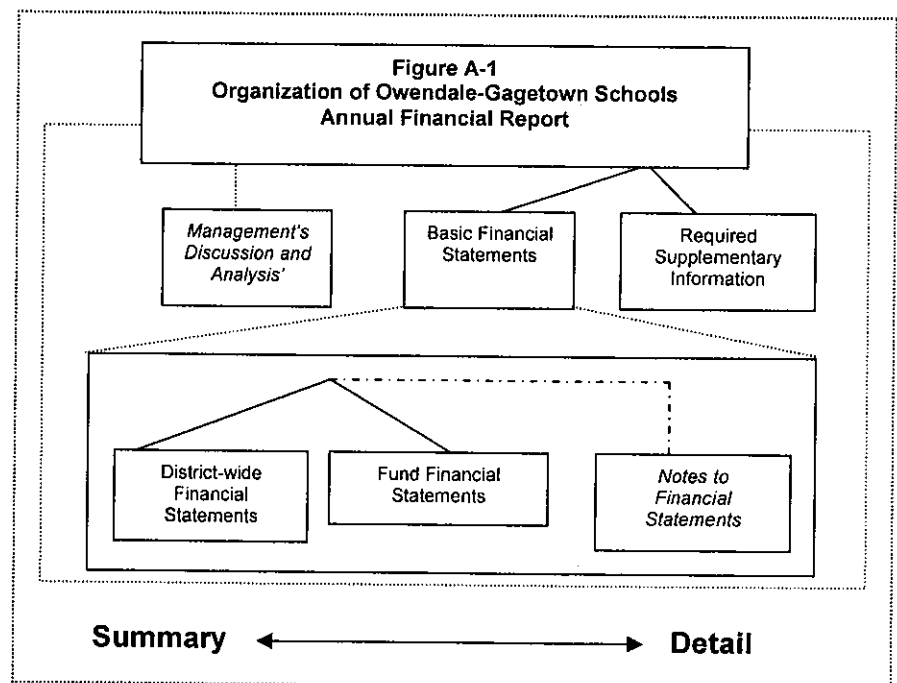 Figure A-1
Organization of Owendale-Gagetown Schools
Annual Financial Report
Management's
Discussion and
Analysis'
Basic Financial
Statements
Required
Supplementary
Information
District-wide
Financial
Statements
Fund Financial
Statements
Notes to
Financial
Statements
Summary
Detail